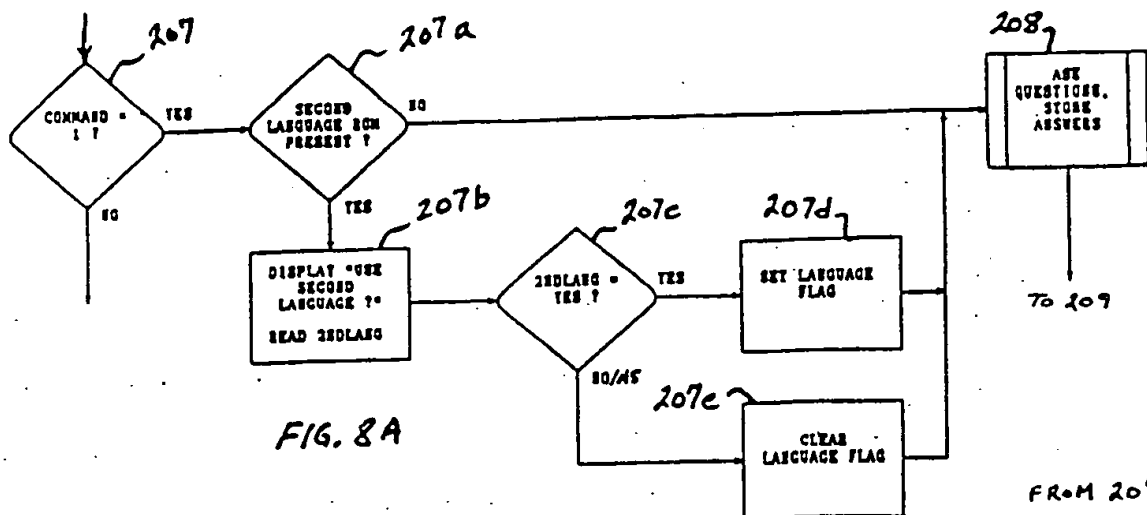 207
COMMAND =
1 ?
YES
NO
207a
SECOND
LANGUAGE ROM
PRESENT ?
NO
YES
207b
DISPLAY "USE
SECOND
LANGUAGE ?"
READ 2NDLANG
207c
2NDLANG =
YES ?
YES
NO/NS
207d
SET LANGUAGE
FLAG
207e
CLEAR
LANGUAGE FLAG
208
ASK
QUESTIONS,
STORE
ANSWERS
TO 209
FIG. 8A
FROM